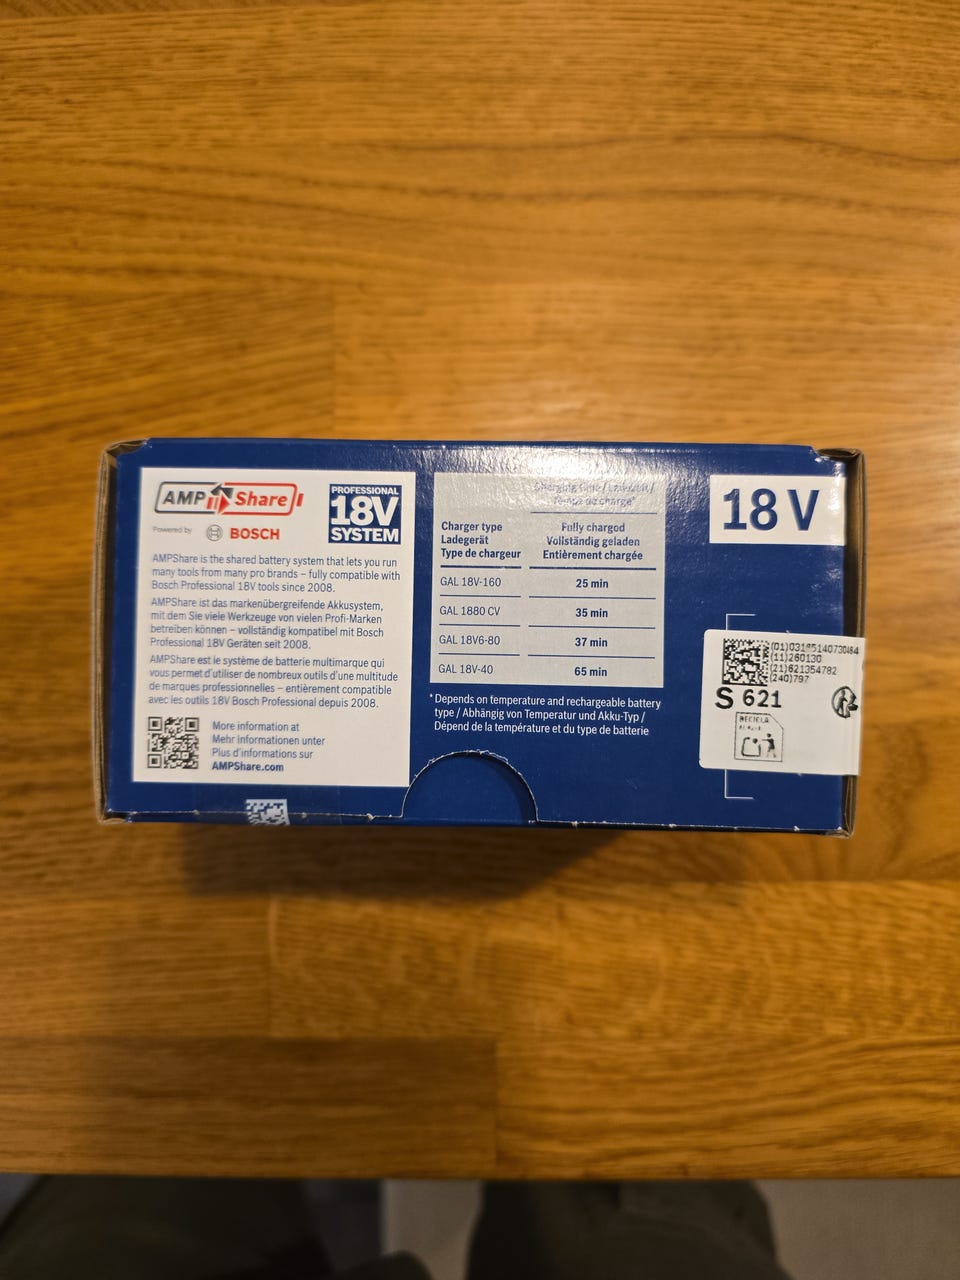 AMP Share
Powered by BOSCH
PROFESSIONAL
18V
SYSTEM
AMPShare is the shared battery system that lets you run
many tools from many pro brands – fully compatible with
Bosch Professional 18V tools since 2008.
AMPShare ist das markenübergreifende Akkusystem,
mit dem Sie viele Werkzeuge von vielen Profi-Marken
betreiben können – vollständig kompatibel mit Bosch
Professional 18V Geräten seit 2008.
AMPShare est le système de batterie multimarque qui
vous permet d'utiliser de nombreux outils d'une multitude
de marques professionnelles – entièrement compatible
avec les outils 18V Bosch Professional depuis 2008.
More information at
Mehr informationen unter
Plus d'informations sur
AMPShare.com
Charging time / Ladezeit /
Temps de charge*
Charger type
Ladegerät
Type de chargeur
Fully charged
Vollständig geladen
Entièrement chargée
GAL 18V-160 25 min
GAL 1880 CV 35 min
GAL 18V6-80 37 min
GAL 18V-40 65 min
* Depends on temperature and rechargeable battery
type / Abhängig von Temperatur und Akku-Typ /
Dépend de la température et du type de batterie
18 V
(11)260130
(21)621354782
(240)797
S 621
RECICLA